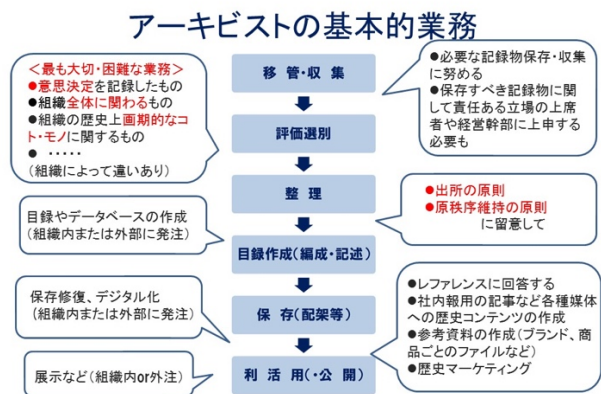 アーキビストの基本的業務
＜最も大切・困難な業務＞
●意思決定を記録したもの
●組織全体に関わるもの
●組織の歴史上画期的なコ
ト・モノに関するもの
● ・・・・・
(組織によって違いあり)
移管・収集
●必要な記録物保存・収集
に努める
●保存すべき記録物に関
して責任ある立場の上席
者や経営幹部に上申する
必要も
評価選別
整理
●出所の原則
●原秩序維持の原則
に留意して
目録やデータベースの作成
(組織内または外部に発注)
目録作成(編成・記述)
保存修復、デジタル化
(組織内または外部に発注)
保存(配架等)
●レファレンスに回答する
●社内報用の記事など各種媒体
への歴史コンテンツの作成
●参考資料の作成(ブランド、商
品ごとのファイルなど)
●歴史マーケティング
展示など(組織内or外注)
利活用(・公開)